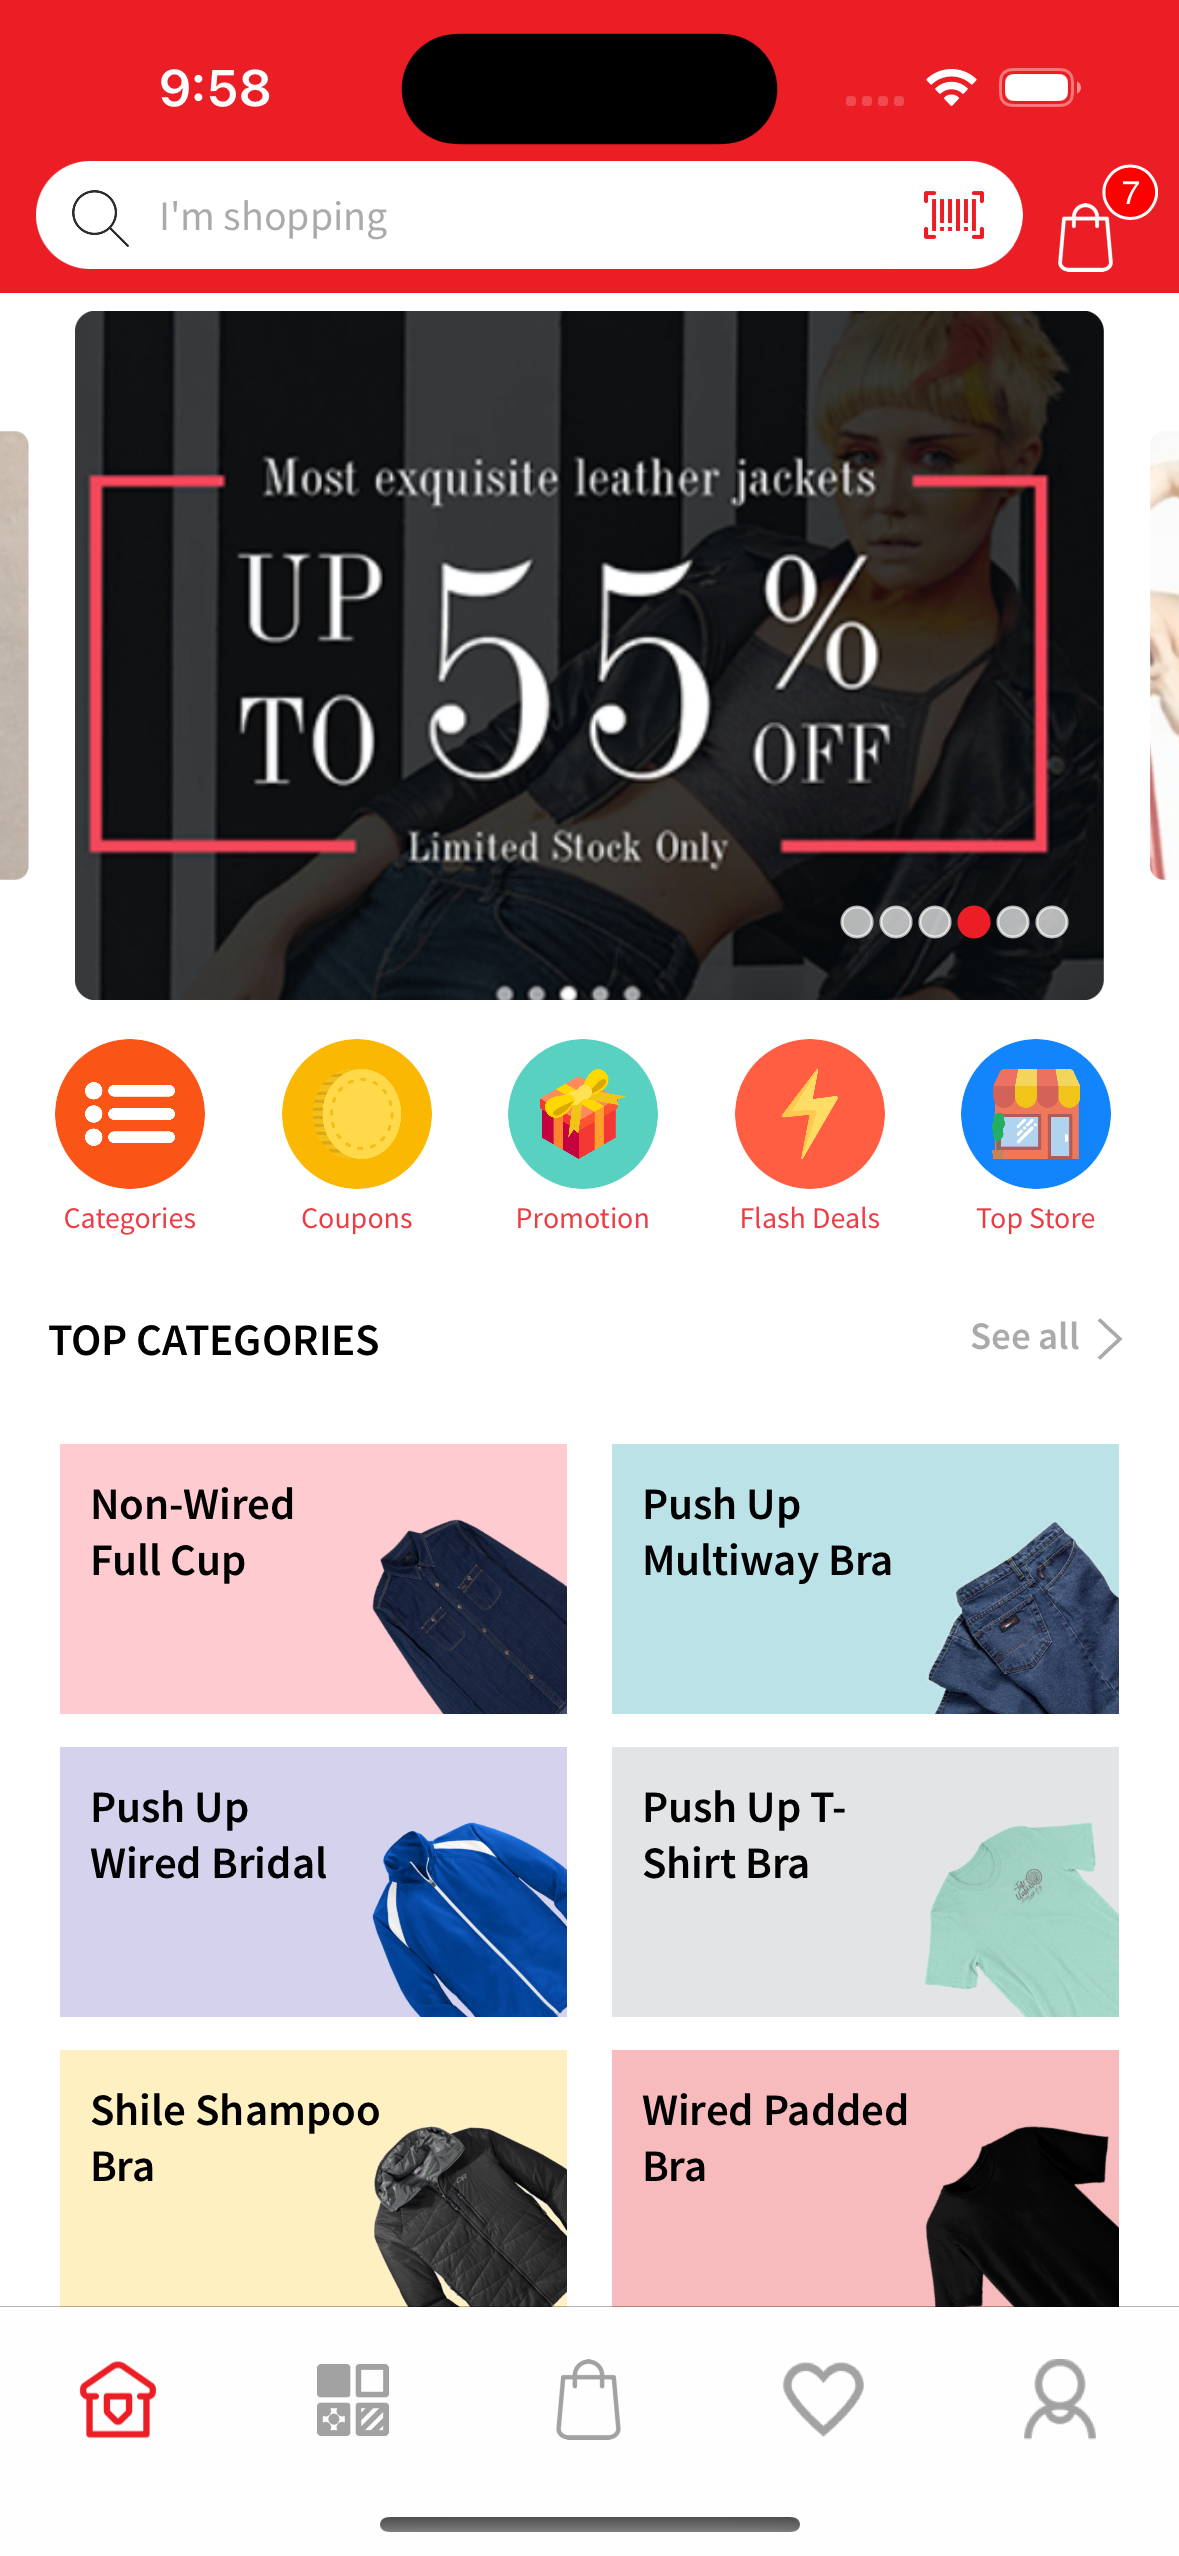 9:58
I'm shopping
7
Most exquisite leather jackets
UP
TO
55
%
OFF
Limited Stock Only
Categories
Coupons
Promotion
Flash Deals
Top Store
TOP CATEGORIES
See all
Non-Wired
Full Cup
Push Up
Multiway Bra
Push Up
Wired Bridal
Push Up T-
Shirt Bra
Shile Shampoo
Bra
Wired Padded
Bra